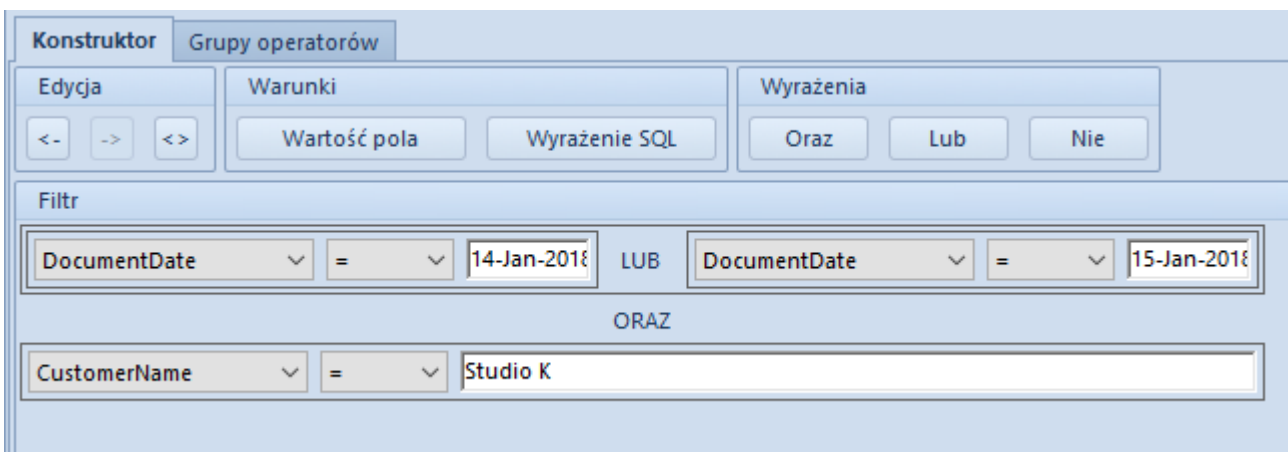 Konstruktor Grupy operatorów
Edycja Warunki Wyrażenia
<- -> <> Wartość pola Wyrażenie SQL Oraz Lub Nie
Filtr
DocumentDate = 14-Jan-2018 LUB DocumentDate = 15-Jan-2018
ORAZ
CustomerName = Studio K